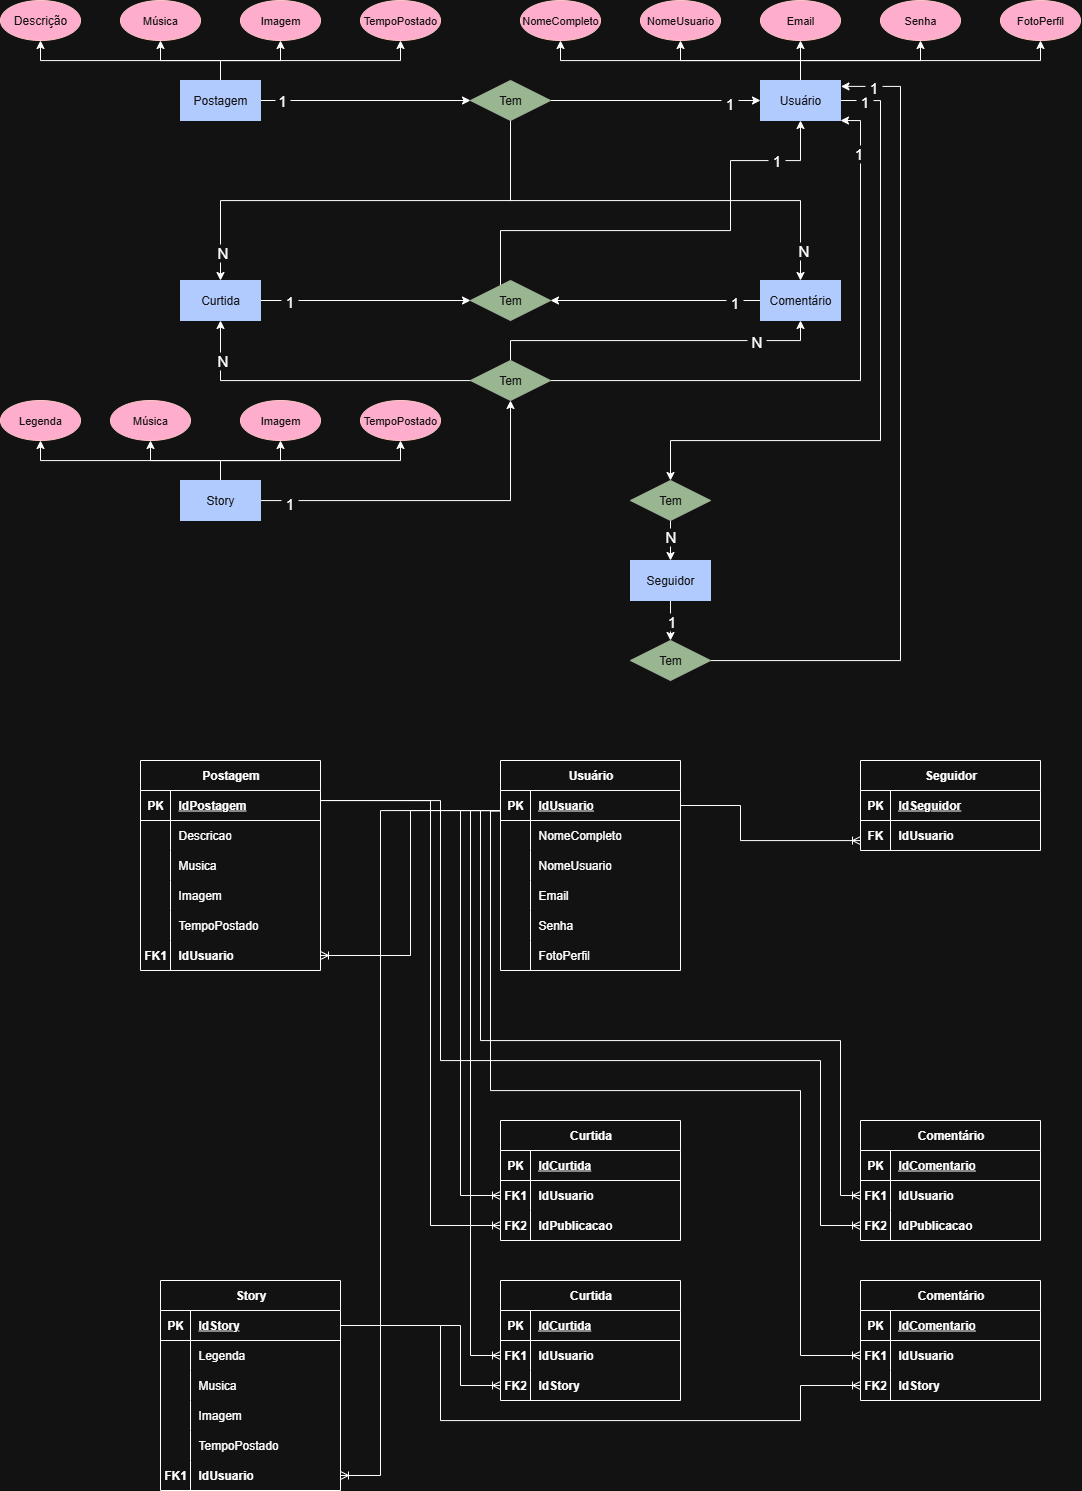 Descrição
Música
Imagem
TempoPostado
NomeCompleto
NomeUsuario
Email
Senha
FotoPerfil
Postagem
1
Tem
1
Usuário
1
1
1
1
N
N
Curtida
1
Tem
1
Comentário
N
N
Tem
Legenda
Música
Imagem
TempoPostado
Story
1
Tem
N
Seguidor
1
Tem
Postagem
PK IdPostagem
Descricao
Musica
Imagem
TempoPostado
FK1 IdUsuario
Usuário
PK IdUsuario
NomeCompleto
NomeUsuario
Email
Senha
FotoPerfil
Seguidor
PK IdSeguidor
FK IdUsuario
Curtida
PK IdCurtida
FK1 IdUsuario
FK2 IdPublicacao
Comentário
PK IdComentario
FK1 IdUsuario
FK2 IdPublicacao
Story
PK IdStory
Legenda
Musica
Imagem
TempoPostado
FK1 IdUsuario
Curtida
PK IdCurtida
FK1 IdUsuario
FK2 IdStory
Comentário
PK IdComentario
FK1 IdUsuario
FK2 IdStory